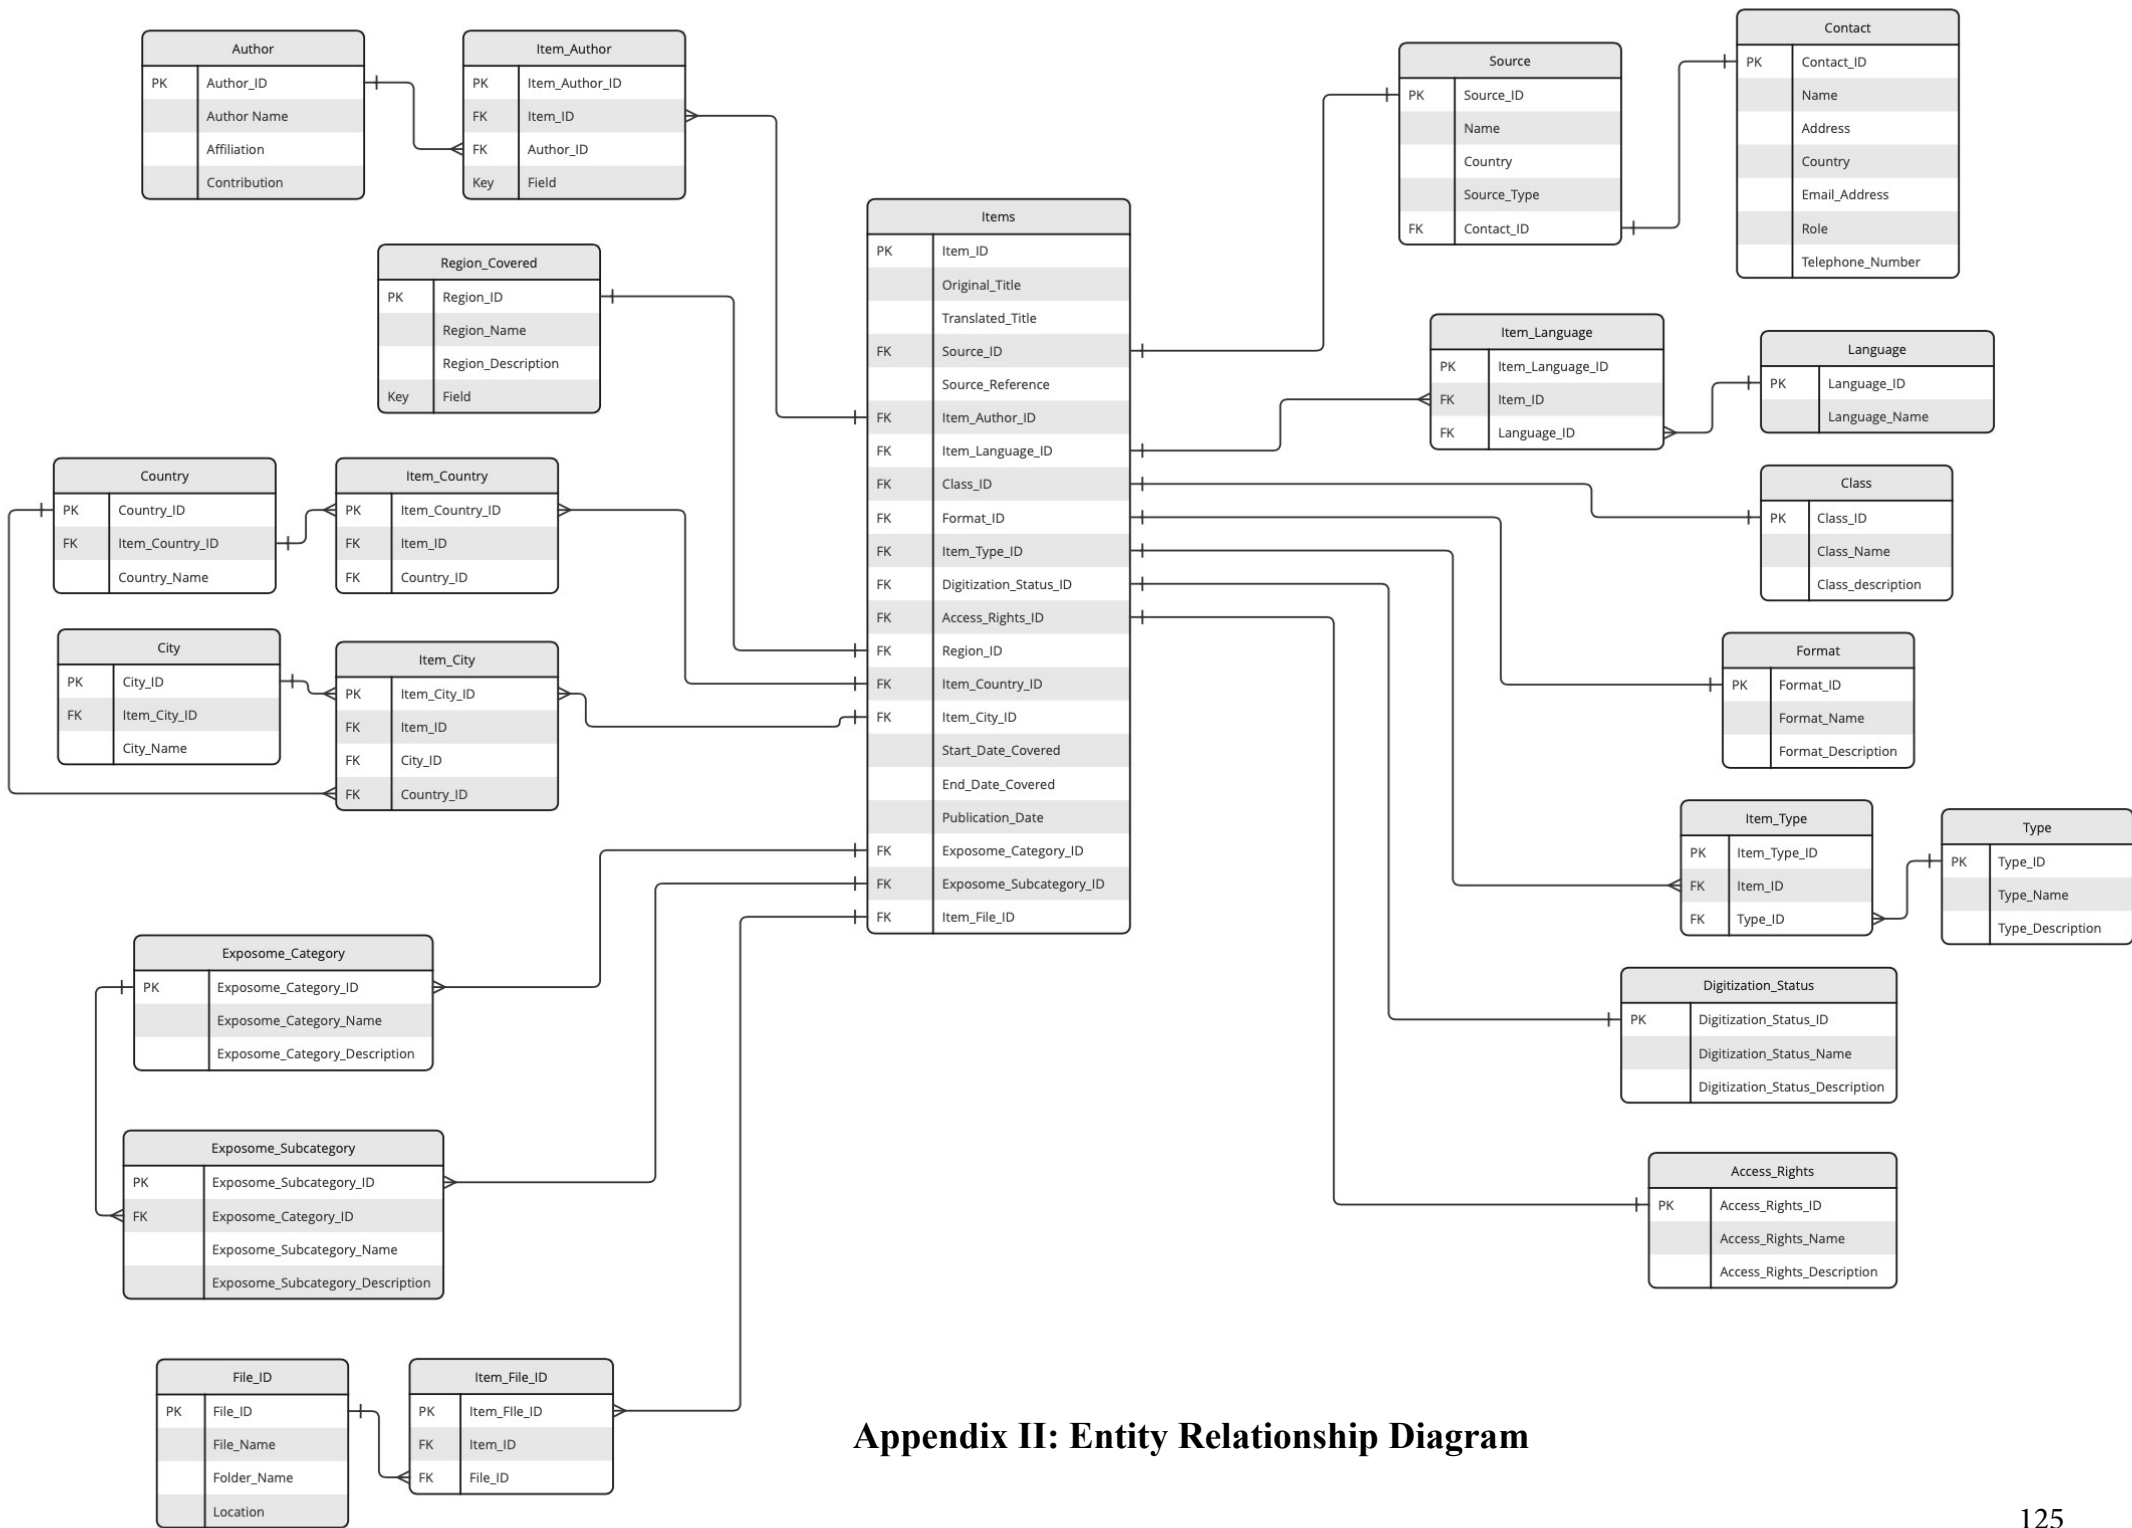 Author
PK Author_ID
Author Name
Affiliation
Contribution
Item_Author
PK Item_Author_ID
FK Item_ID
FK Author_ID
Key Field
Region_Covered
PK Region_ID
Region_Name
Region_Description
Key Field
Country
PK Country_ID
FK Item_Country_ID
Country_Name
Item_Country
PK Item_Country_ID
FK Item_ID
FK Country_ID
City
PK City_ID
FK Item_City_ID
City_Name
Item_City
PK Item_City_ID
FK Item_ID
FK City_ID
FK Country_ID
Exposome_Category
PK Exposome_Category_ID
Exposome_Category_Name
Exposome_Category_Description
Exposome_Subcategory
PK Exposome_Subcategory_ID
FK Exposome_Category_ID
Exposome_Subcategory_Name
Exposome_Subcategory_Description
File_ID
PK File_ID
File_Name
Folder_Name
Location
Item_File_ID
PK Item_FIle_ID
FK Item_ID
FK File_ID
Items
PK Item_ID
Original_Title
Translated_Title
FK Source_ID
Source_Reference
FK Item_Author_ID
FK Item_Language_ID
FK Class_ID
FK Format_ID
FK Item_Type_ID
FK Digitization_Status_ID
FK Access_Rights_ID
FK Region_ID
FK Item_Country_ID
FK Item_City_ID
Start_Date_Covered
End_Date_Covered
Publication_Date
FK Exposome_Category_ID
FK Exposome_Subcategory_ID
FK Item_File_ID
Source
PK Source_ID
Name
Country
Source_Type
FK Contact_ID
Contact
PK Contact_ID
Name
Address
Country
Email_Address
Role
Telephone_Number
Item_Language
PK Item_Language_ID
FK Item_ID
FK Language_ID
Language
PK Language_ID
Language_Name
Class
PK Class_ID
Class_Name
Class_description
Format
PK Format_ID
Format_Name
Format_Description
Item_Type
PK Item_Type_ID
FK Item_ID
FK Type_ID
Type
PK Type_ID
Type_Name
Type_Description
Digitization_Status
PK Digitization_Status_ID
Digitization_Status_Name
Digitization_Status_Description
Access_Rights
PK Access_Rights_ID
Access_Rights_Name
Access_Rights_Description
Appendix II: Entity Relationship Diagram
125